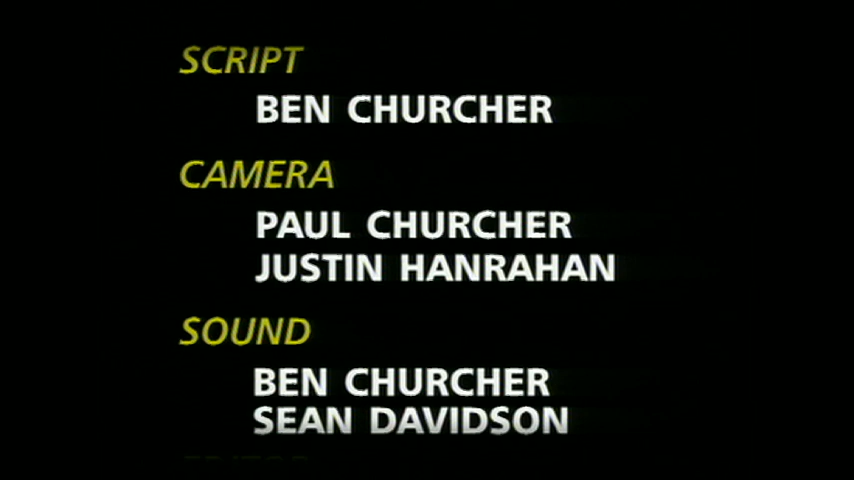 SCRIPT
BEN CHURCHER
CAMERA
PAUL CHURCHER
JUSTIN HANRAHAN
SOUND
BEN CHURCHER
SEAN DAVIDSON